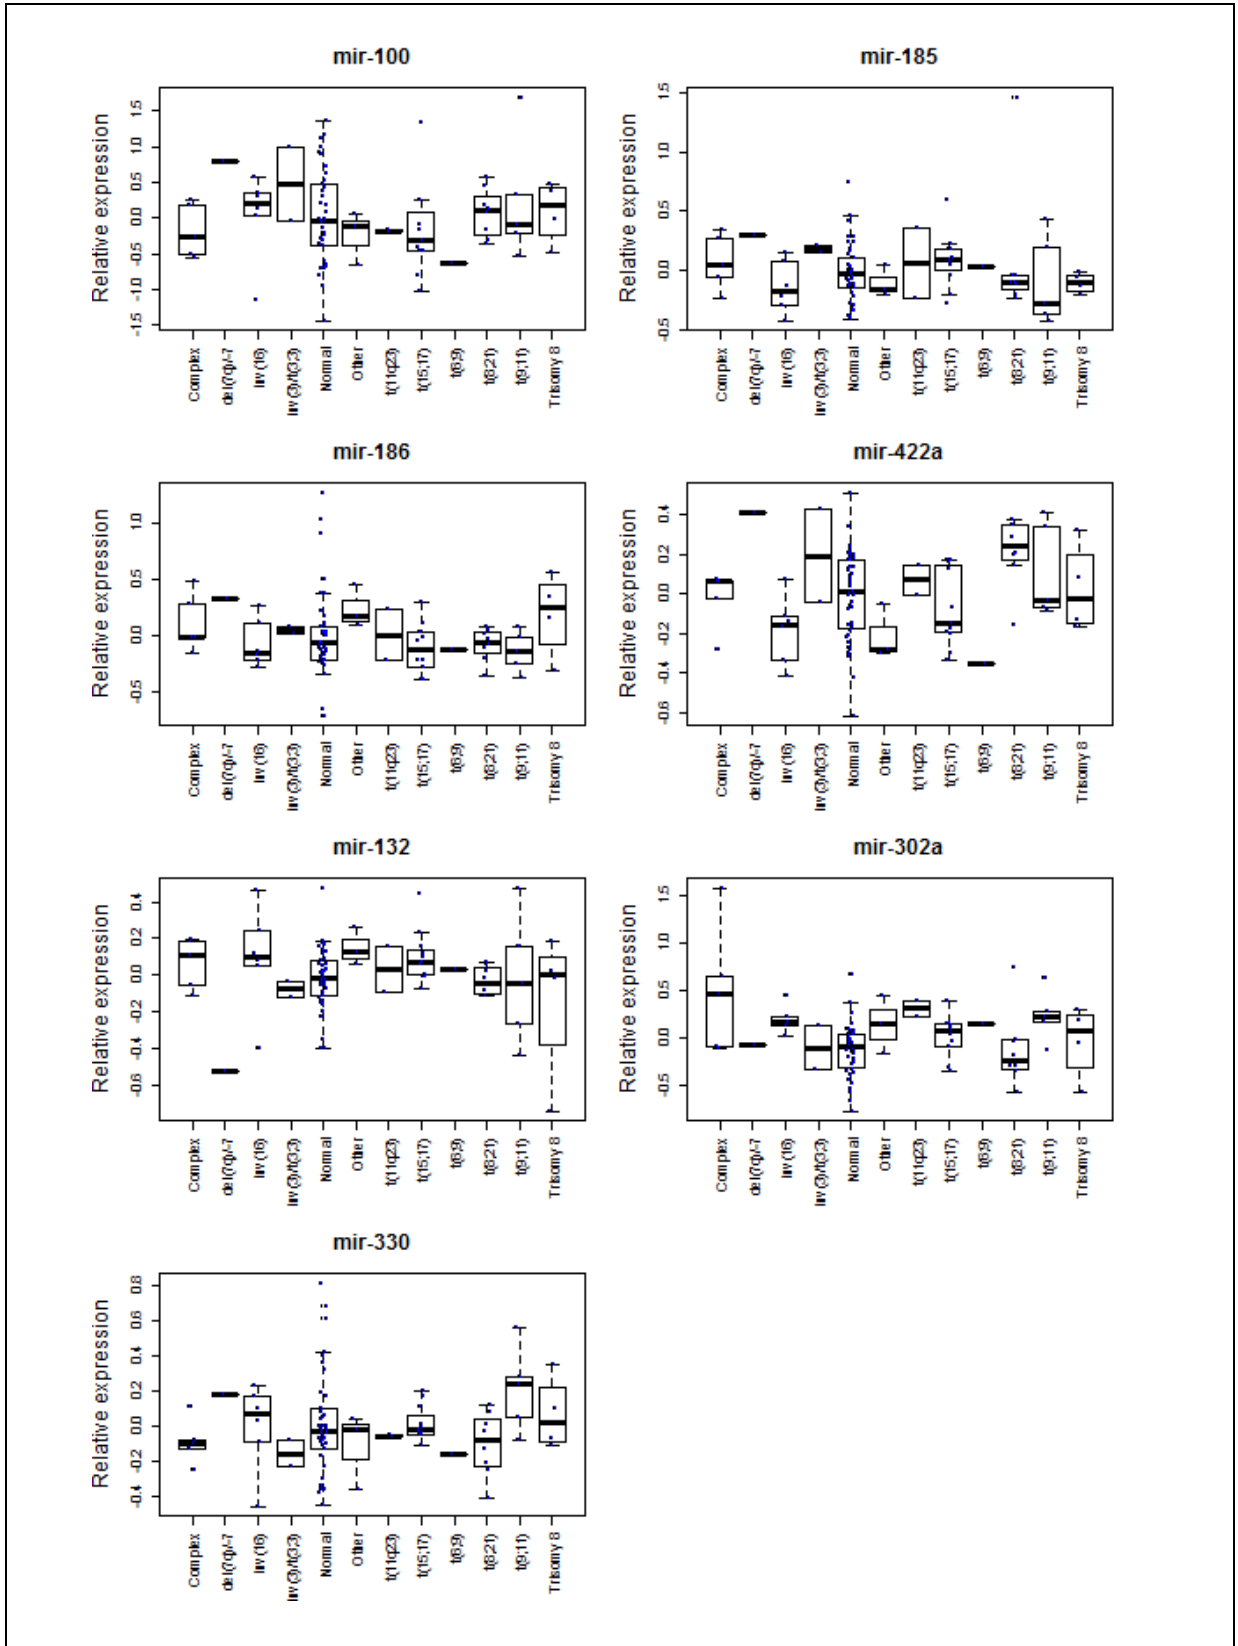 mir-100
Relative expression
1.5
1.0
0.5
0.0
-0.5
-1.0
-1.5
Complex
del(7q)/-7
Inv(16)
Inv(3)/t(3;3)
Normal
Other
t(11q23)
t(15;17)
t(6;9)
t(8;21)
t(9;11)
Trisomy 8
mir-185
Relative expression
1.5
1.0
0.5
0.0
-0.5
Complex
del(7q)/-7
Inv(16)
Inv(3)/t(3;3)
Normal
Other
t(11q23)
t(15;17)
t(6;9)
t(8;21)
t(9;11)
Trisomy 8
mir-186
Relative expression
1.0
0.5
0.0
-0.5
Complex
del(7q)/-7
Inv(16)
Inv(3)/t(3;3)
Normal
Other
t(11q23)
t(15;17)
t(6;9)
t(8;21)
t(9;11)
Trisomy 8
mir-422a
Relative expression
0.4
0.2
0.0
-0.2
-0.4
-0.6
Complex
del(7q)/-7
Inv(16)
Inv(3)/t(3;3)
Normal
Other
t(11q23)
t(15;17)
t(6;9)
t(8;21)
t(9;11)
Trisomy 8
mir-132
Relative expression
0.4
0.2
0.0
-0.2
-0.4
-0.6
Complex
del(7q)/-7
Inv(16)
Inv(3)/t(3;3)
Normal
Other
t(11q23)
t(15;17)
t(6;9)
t(8;21)
t(9;11)
Trisomy 8
mir-302a
Relative expression
1.5
1.0
0.5
0.0
-0.5
Complex
del(7q)/-7
Inv(16)
Inv(3)/t(3;3)
Normal
Other
t(11q23)
t(15;17)
t(6;9)
t(8;21)
t(9;11)
Trisomy 8
mir-330
Relative expression
0.8
0.6
0.4
0.2
0.0
-0.2
-0.4
Complex
del(7q)/-7
Inv(16)
Inv(3)/t(3;3)
Normal
Other
t(11q23)
t(15;17)
t(6;9)
t(8;21)
t(9;11)
Trisomy 8